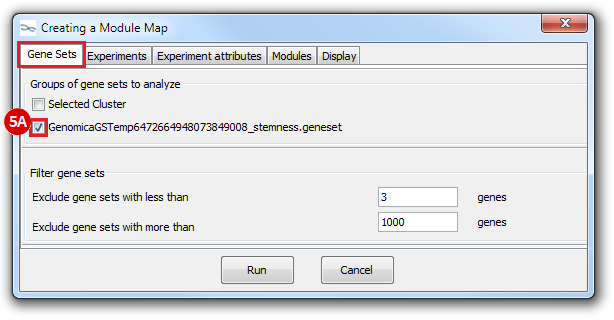 Creating a Module Map
Gene Sets Experiments Experiment attributes Modules Display
Groups of gene sets to analyze
Selected Cluster
5A GenomicaGSTemp6472664948073849008_stemness.geneset
Filter gene sets
Exclude gene sets with less than 3 genes
Exclude gene sets with more than 1000 genes
Run Cancel